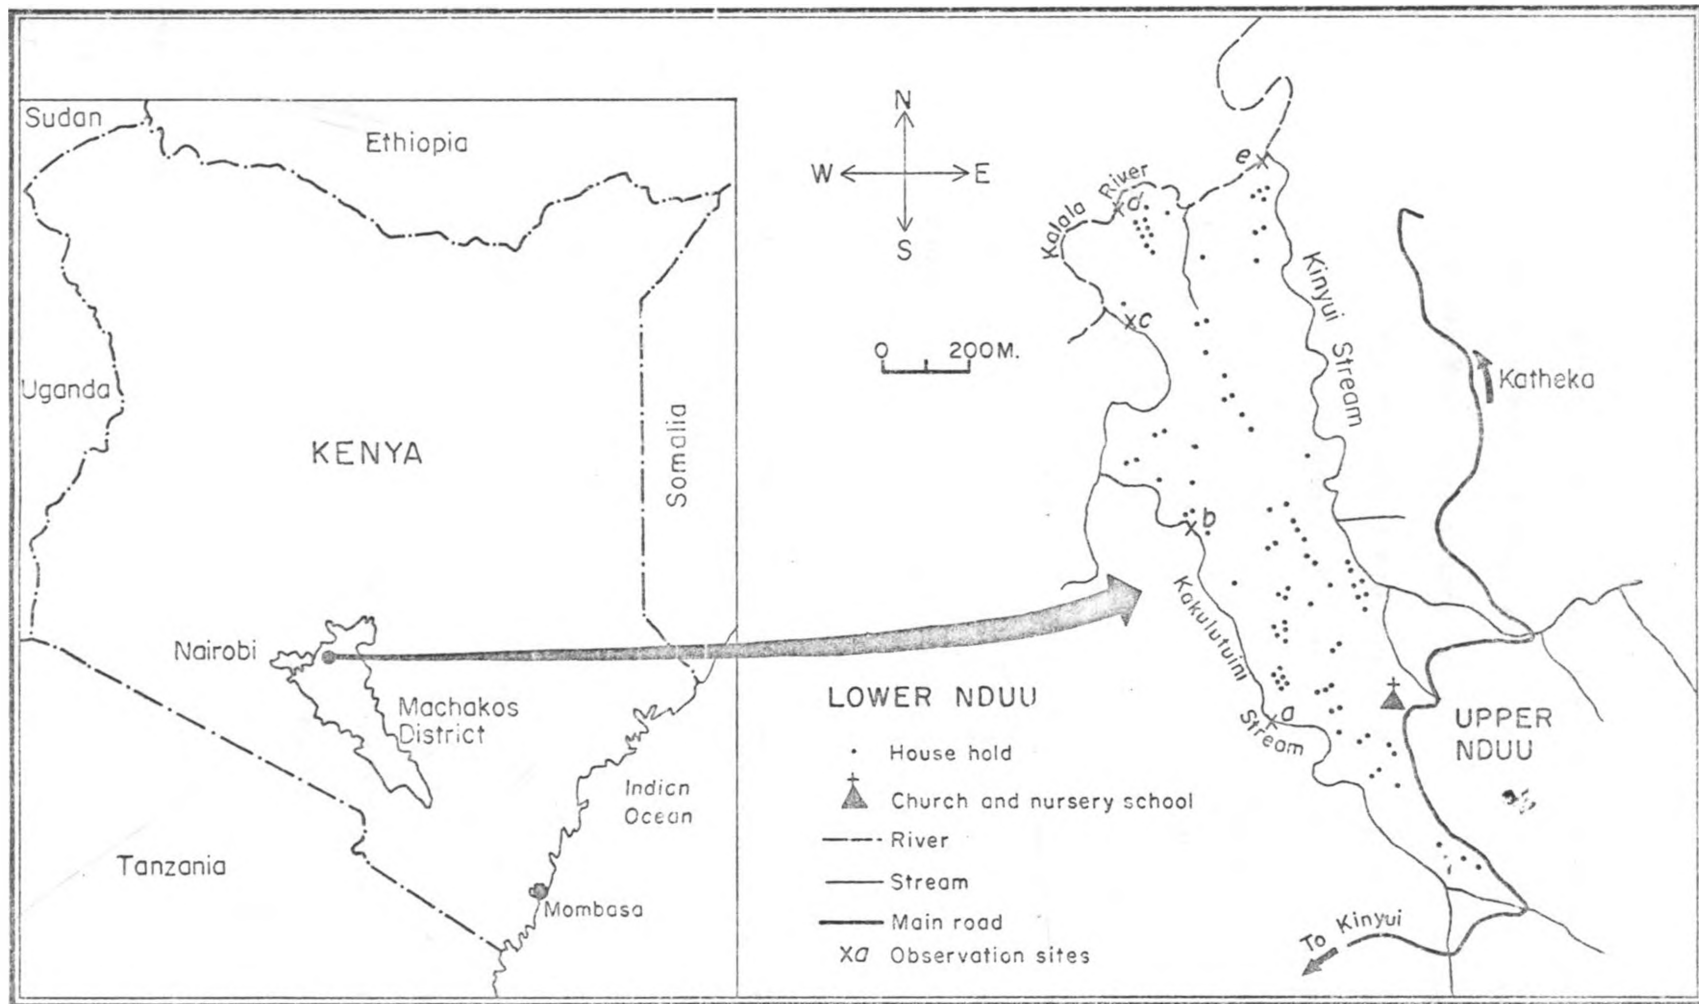 Sudan
Ethiopia
Uganda
KENYA
Somalia
Nairobi
Machakos
District
Indian
Ocean
Tanzania
Mombasa
N
W
E
S
0 200M.
Kalala River
Kinyui Stream
Katheka
Kakulutuini Stream
a
b
c
d
e
UPPER
NDUU
To Kinyui
LOWER NDUU
House hold
Church and nursery school
River
Stream
Main road
xa Observation sites